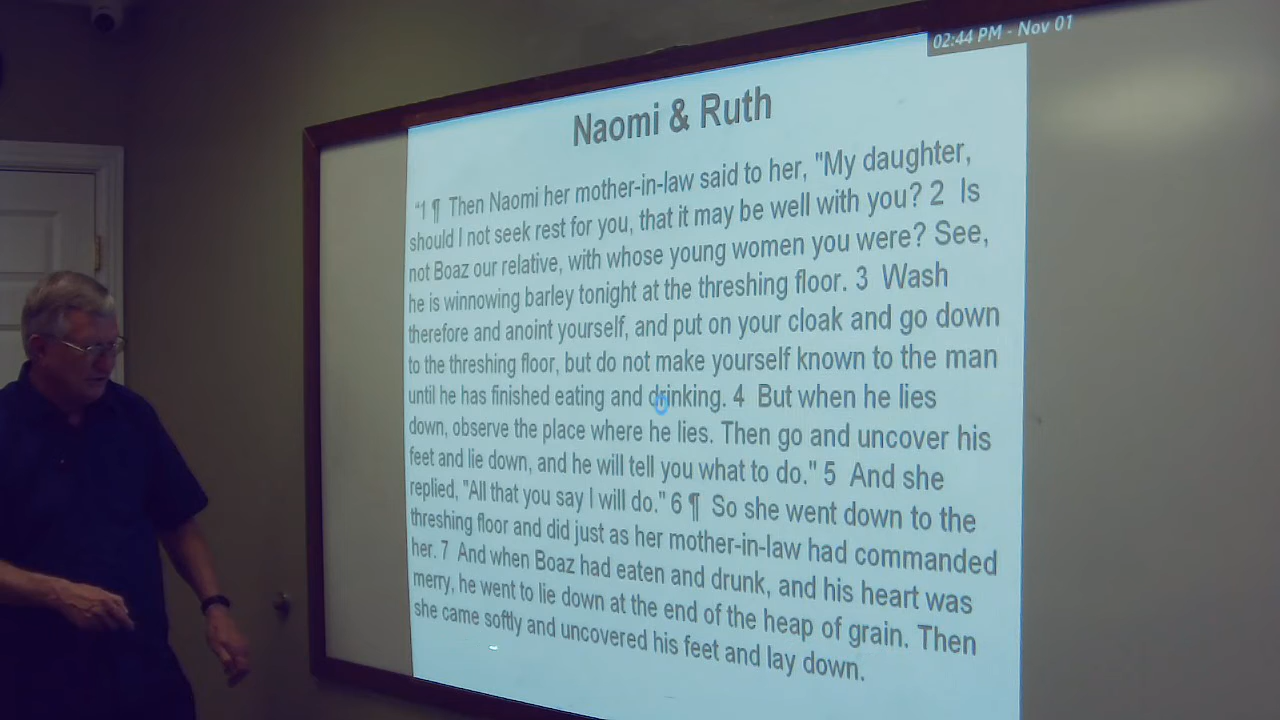 02:44 PM - Nov 01
Naomi & Ruth
“1 ¶ Then Naomi her mother-in-law said to her, "My daughter,
should I not seek rest for you, that it may be well with you? 2 Is
not Boaz our relative, with whose young women you were? See,
he is winnowing barley tonight at the threshing floor. 3 Wash
therefore and anoint yourself, and put on your cloak and go down
to the threshing floor, but do not make yourself known to the man
until he has finished eating and drinking. 4 But when he lies
down, observe the place where he lies. Then go and uncover his
feet and lie down, and he will tell you what to do." 5 And she
replied, "All that you say I will do." 6 ¶ So she went down to the
threshing floor and did just as her mother-in-law had commanded
her. 7 And when Boaz had eaten and drunk, and his heart was
merry, he went to lie down at the end of the heap of grain. Then
she came softly and uncovered his feet and lay down.